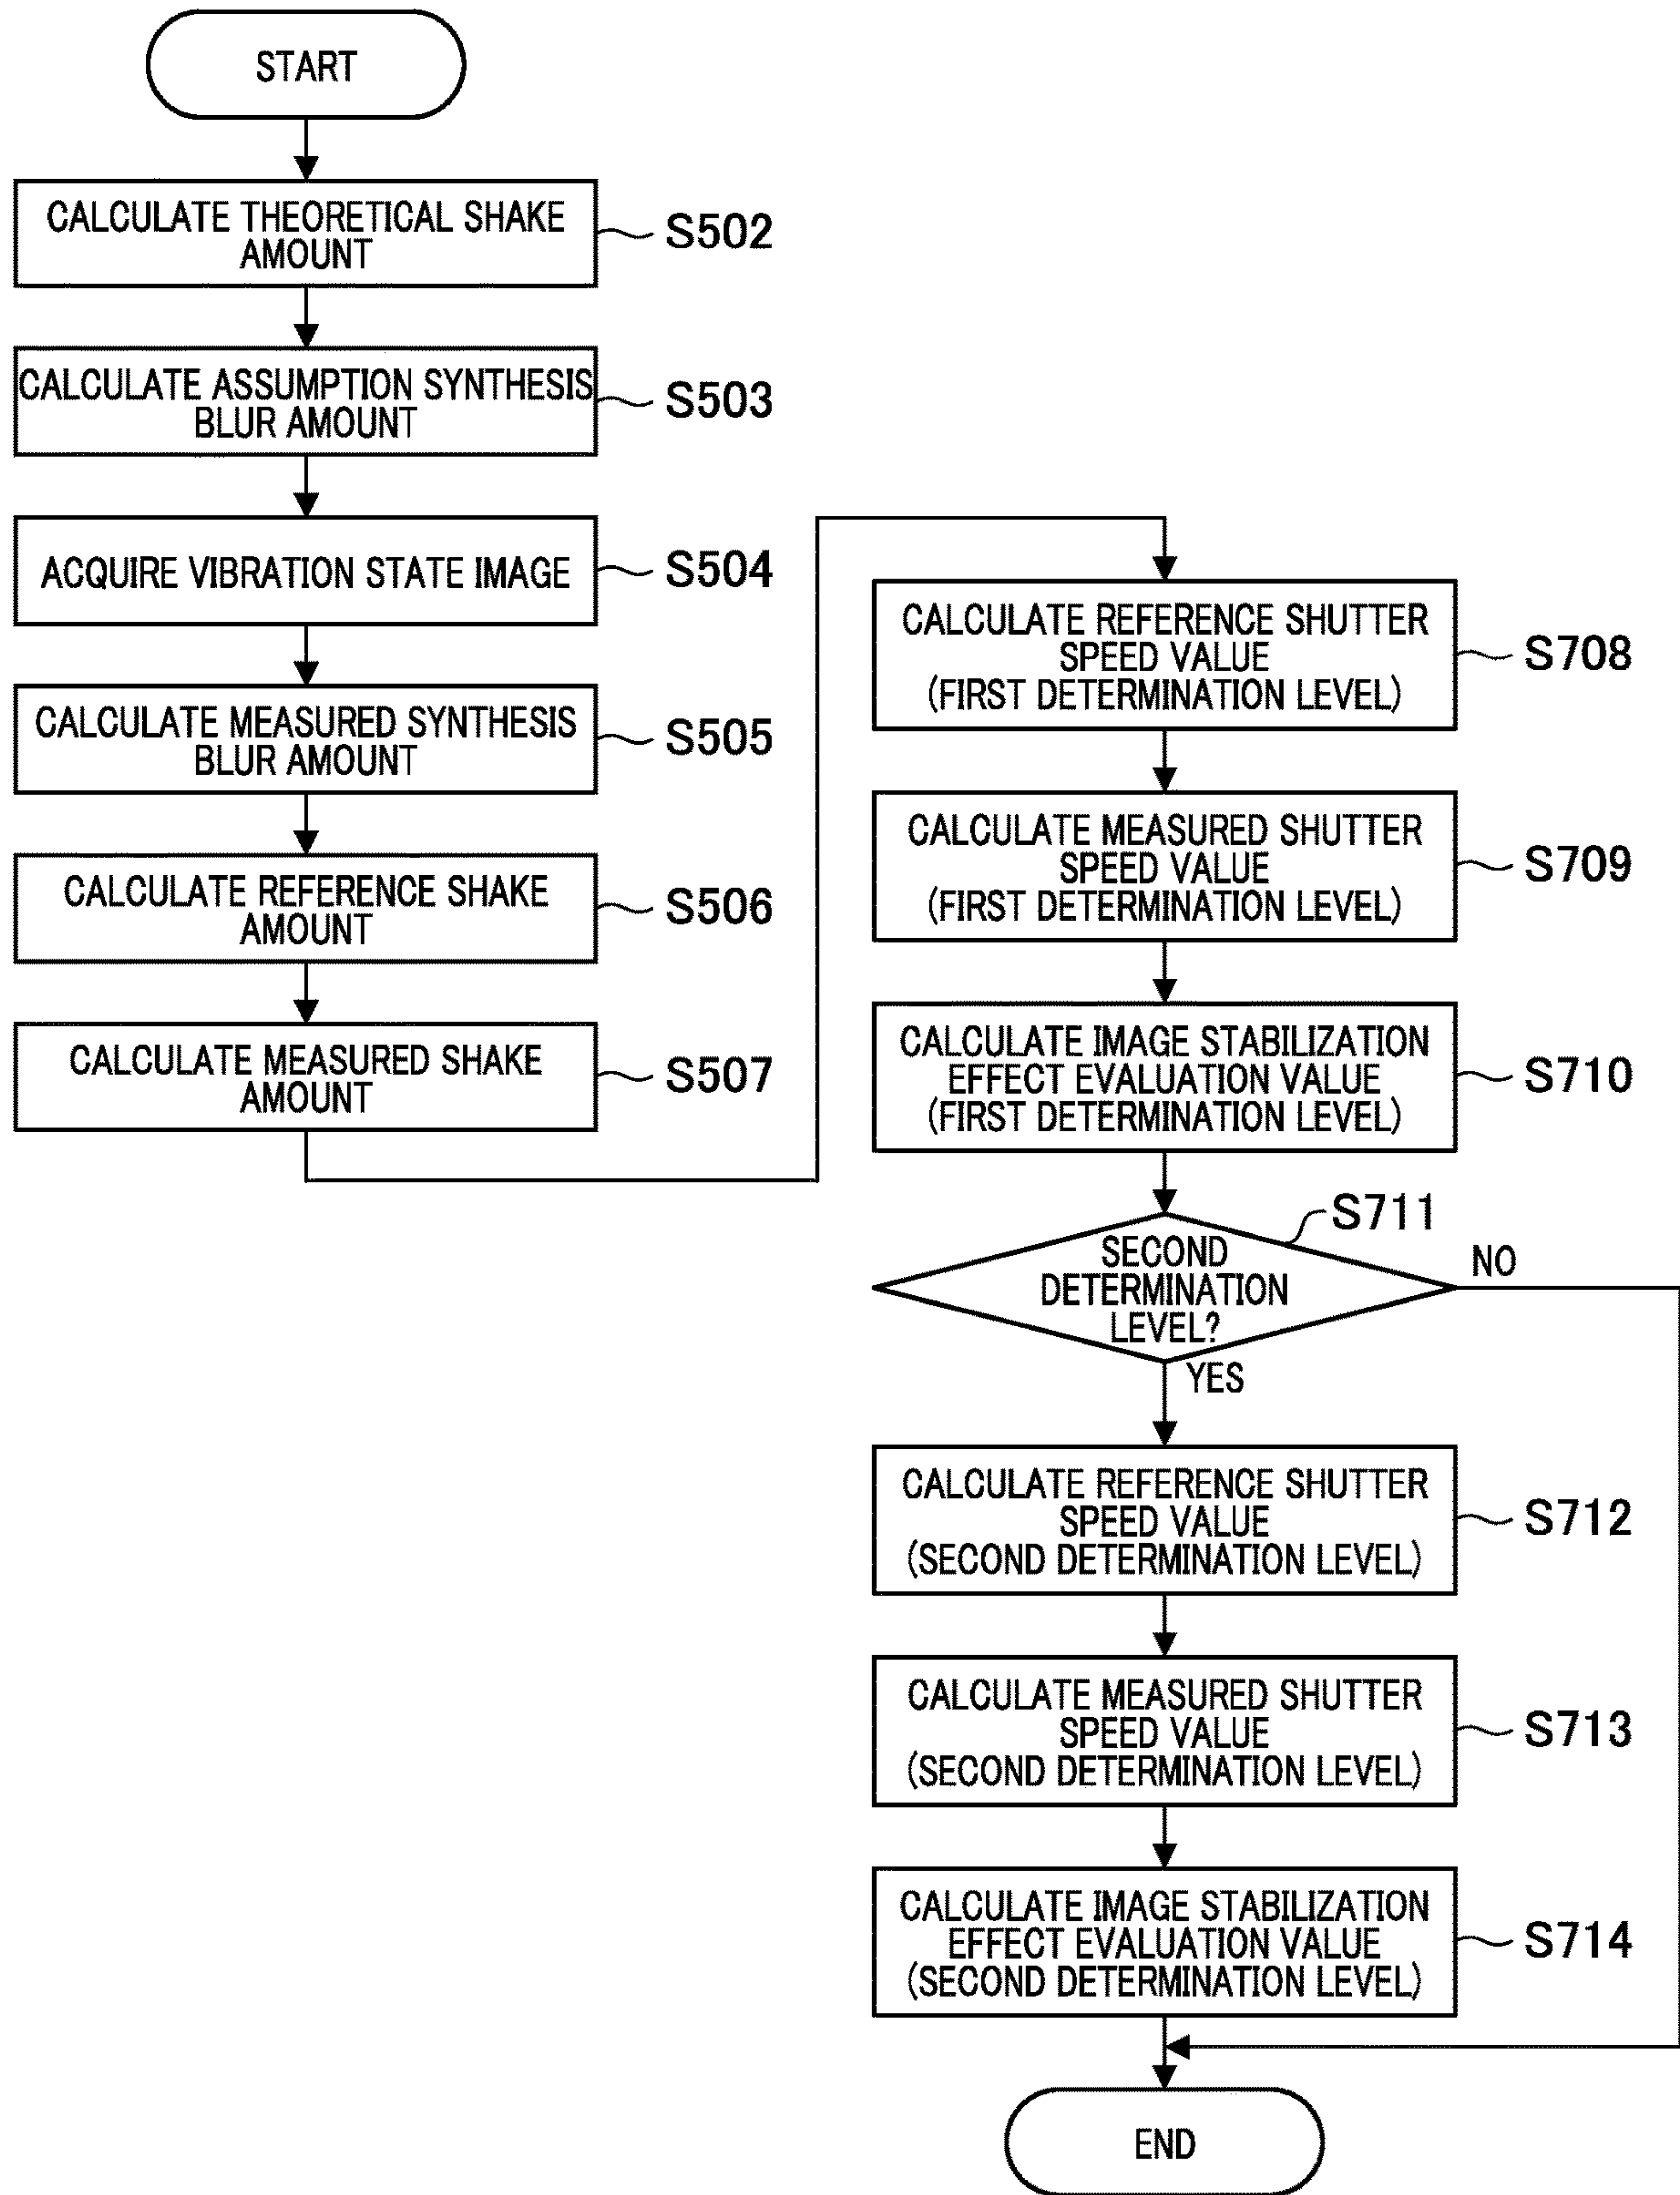 START
CALCULATE THEORETICAL SHAKE
AMOUNT
S502
CALCULATE ASSUMPTION SYNTHESIS
BLUR AMOUNT
S503
ACQUIRE VIBRATION STATE IMAGE
S504
CALCULATE MEASURED SYNTHESIS
BLUR AMOUNT
S505
CALCULATE REFERENCE SHAKE
AMOUNT
S506
CALCULATE MEASURED SHAKE
AMOUNT
S507
CALCULATE REFERENCE SHUTTER
SPEED VALUE
(FIRST DETERMINATION LEVEL)
S708
CALCULATE MEASURED SHUTTER
SPEED VALUE
(FIRST DETERMINATION LEVEL)
S709
CALCULATE IMAGE STABILIZATION
EFFECT EVALUATION VALUE
(FIRST DETERMINATION LEVEL)
S710
S711
SECOND
DETERMINATION
LEVEL?
NO
YES
CALCULATE REFERENCE SHUTTER
SPEED VALUE
(SECOND DETERMINATION LEVEL)
S712
CALCULATE MEASURED SHUTTER
SPEED VALUE
(SECOND DETERMINATION LEVEL)
S713
CALCULATE IMAGE STABILIZATION
EFFECT EVALUATION VALUE
(SECOND DETERMINATION LEVEL)
S714
END